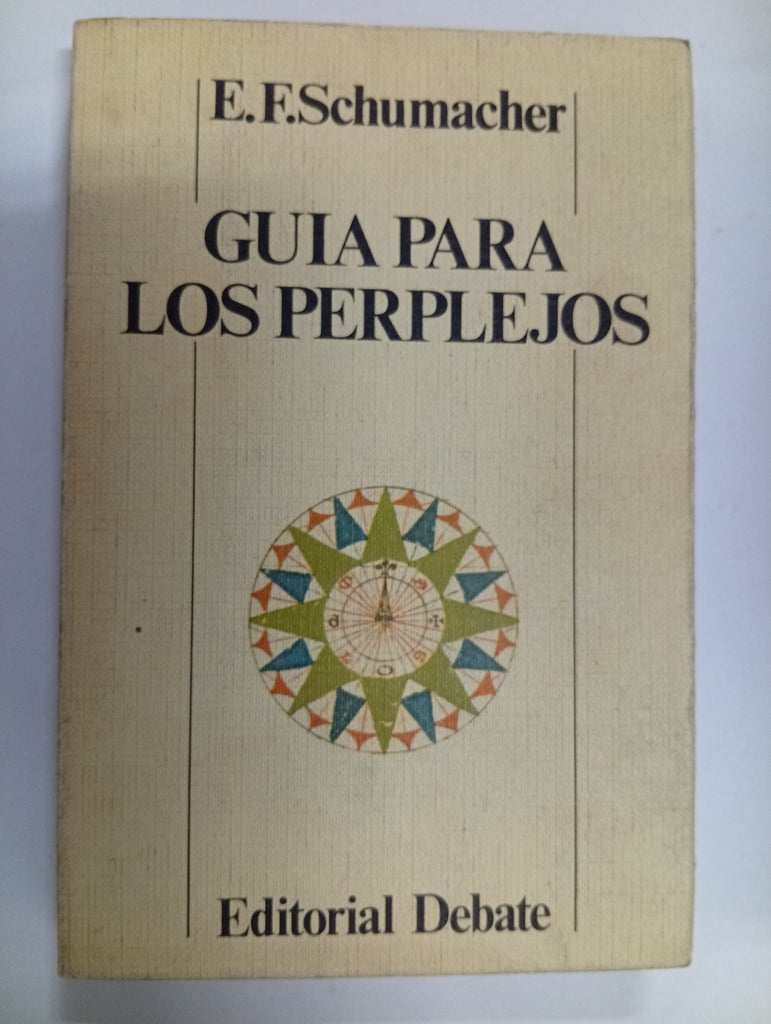 E.F.Schumacher
GUIA PARA
LOS PERPLEJOS
Editorial Debate